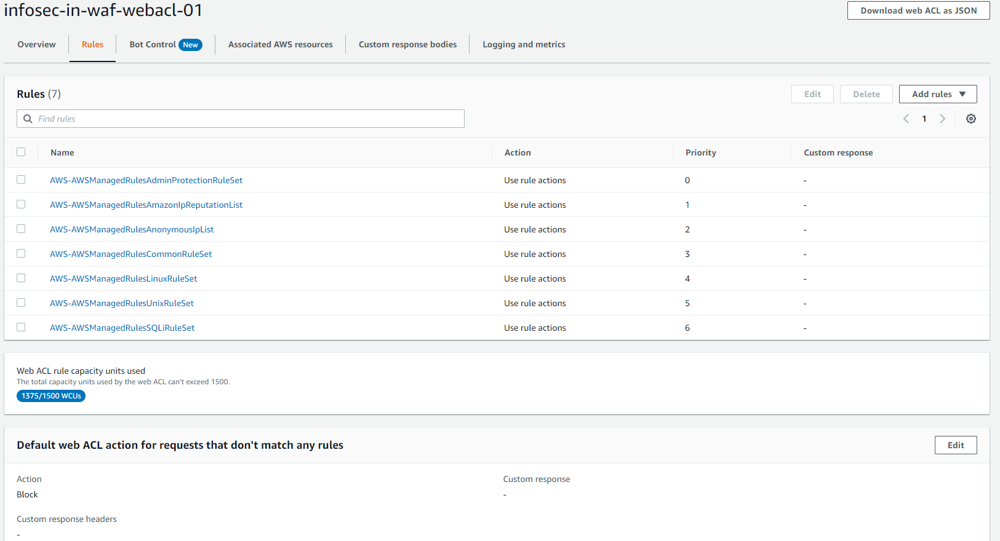 infosec-in-waf-webacl-01
Download web ACL as JSON
Overview Rules Bot Control New Associated AWS resources Custom response bodies Logging and metrics
Rules (7)
Edit Delete Add rules
Find rules
1
Name Action Priority Custom response
AWS-AWSManagedRulesAdminProtectionRuleSet Use rule actions 0 -
AWS-AWSManagedRulesAmazonIpReputationList Use rule actions 1 -
AWS-AWSManagedRulesAnonymousIpList Use rule actions 2 -
AWS-AWSManagedRulesCommonRuleSet Use rule actions 3 -
AWS-AWSManagedRulesLinuxRuleSet Use rule actions 4 -
AWS-AWSManagedRulesUnixRuleSet Use rule actions 5 -
AWS-AWSManagedRulesSQLiRuleSet Use rule actions 6 -
Web ACL rule capacity units used
The total capacity units used by the web ACL can't exceed 1500.
1375/1500 WCUs
Default web ACL action for requests that don't match any rules
Edit
Action Custom response
Block -
Custom response headers
-